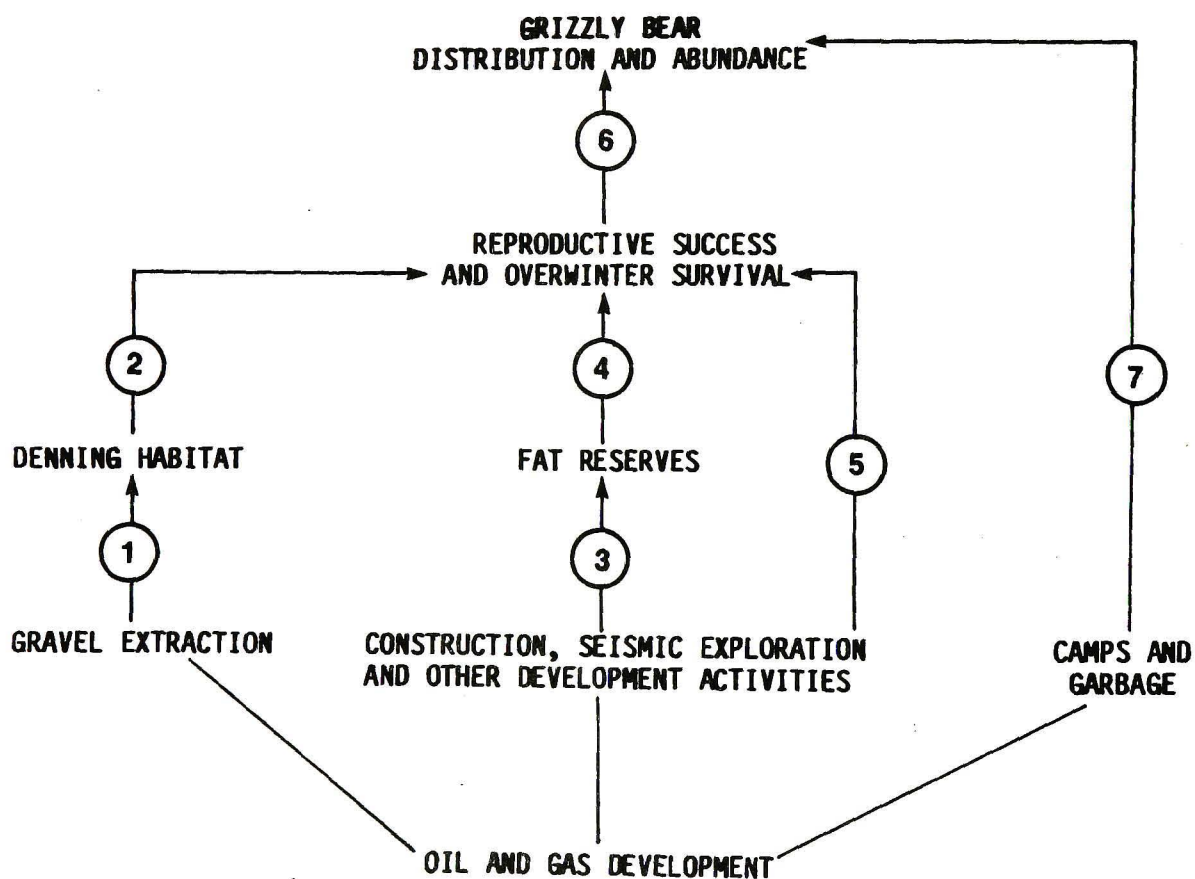 GRIZZLY BEAR
DISTRIBUTION AND ABUNDANCE
6
REPRODUCTIVE SUCCESS
AND OVERWINTER SURVIVAL
2
4
7
DENNING HABITAT
FAT RESERVES
5
1
3
GRAVEL EXTRACTION
CONSTRUCTION, SEISMIC EXPLORATION
AND OTHER DEVELOPMENT ACTIVITIES
CAMPS AND
GARBAGE
OIL AND GAS DEVELOPMENT